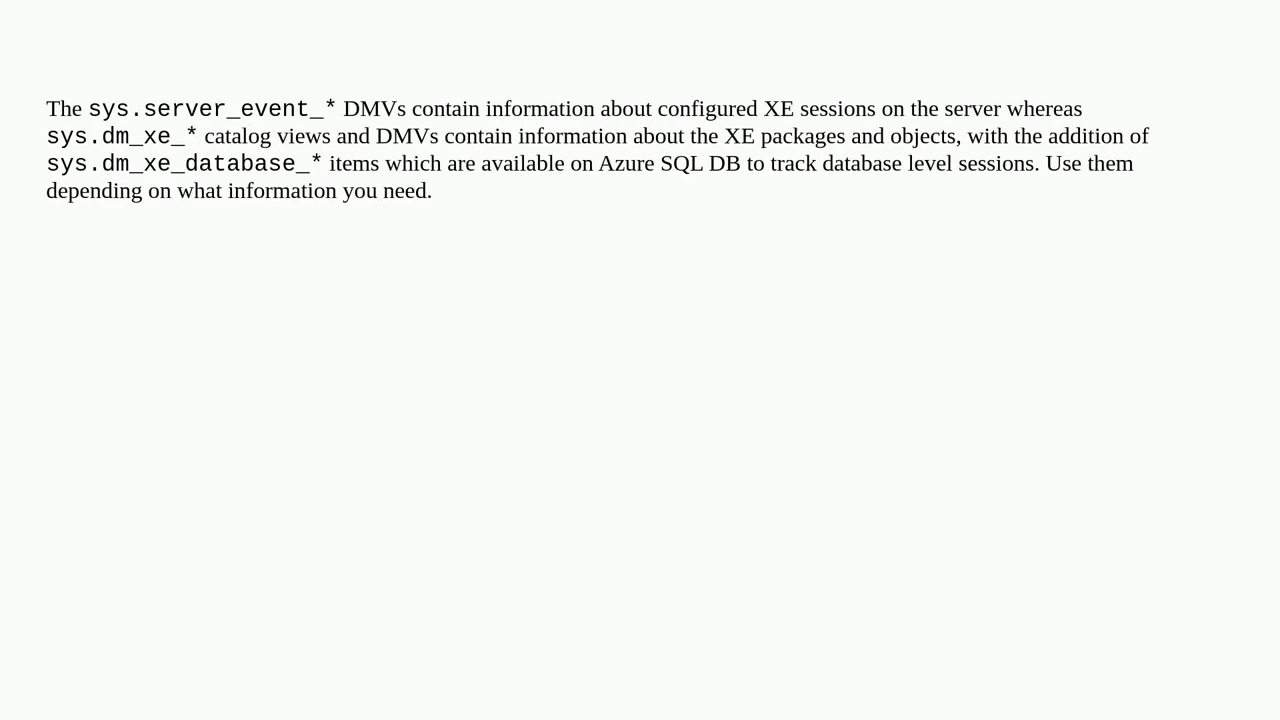 The sys.server_event_* DMVs contain information about configured XE sessions on the server whereas
sys.dm_xe_* catalog views and DMVs contain information about the XE packages and objects, with the addition of
sys.dm_xe_database_* items which are available on Azure SQL DB to track database level sessions. Use them
depending on what information you need.